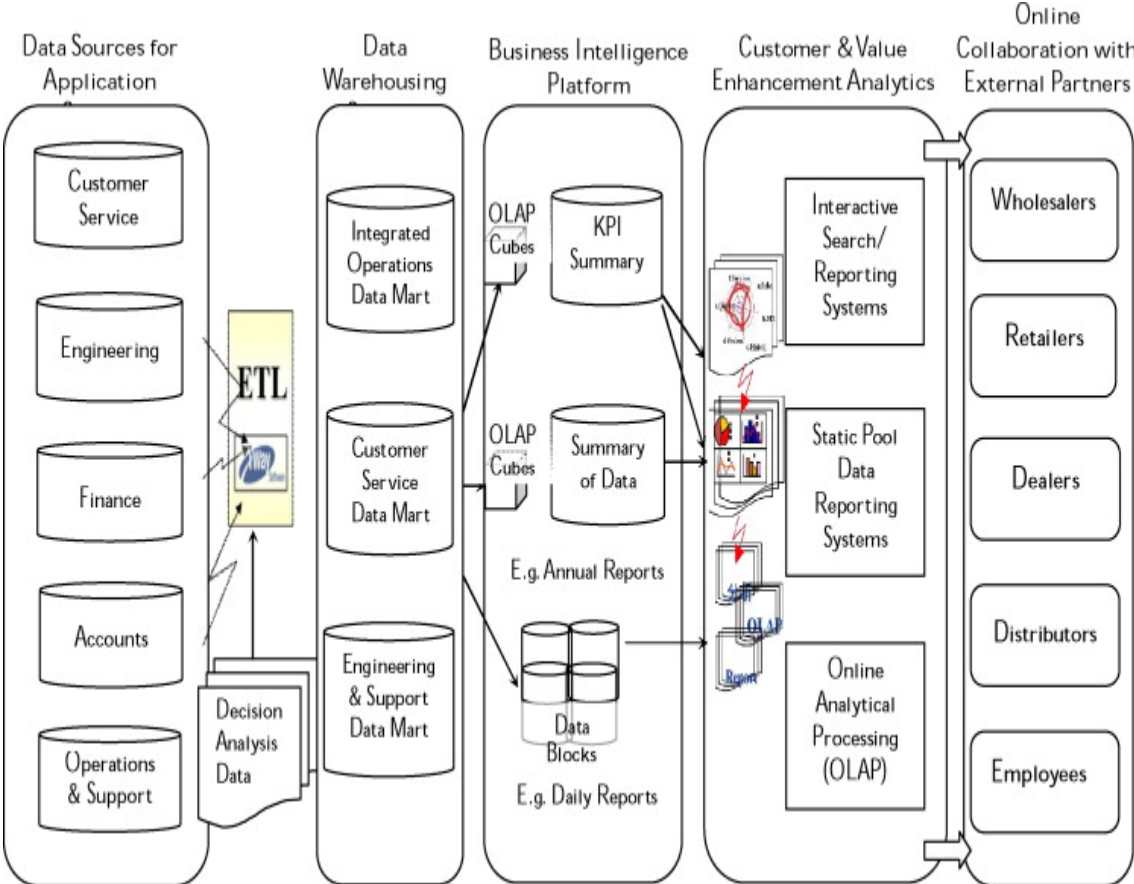 Data Sources for
Application
Data
Warehousing
Business Intelligence
Platform
Customer & Value
Enhancement Analytics
Online
Collaboration with
External Partners
Customer
Service
Engineering
Finance
Accounts
Operations
& Support
ETL
iWay
Software
Decision
Analysis
Data
Integrated
Operations
Data Mart
Customer
Service
Data Mart
Engineering
& Support
Data Mart
OLAP
Cubes
KPI
Summary
OLAP
Cubes
Summary
of Data
E.g. Annual Reports
Data
Blocks
E.g. Daily Reports
OLAP
Report
Interactive
Search/
Reporting
Systems
Static Pool
Data
Reporting
Systems
Online
Analytical
Processing
(OLAP)
Wholesalers
Retailers
Dealers
Distributors
Employees